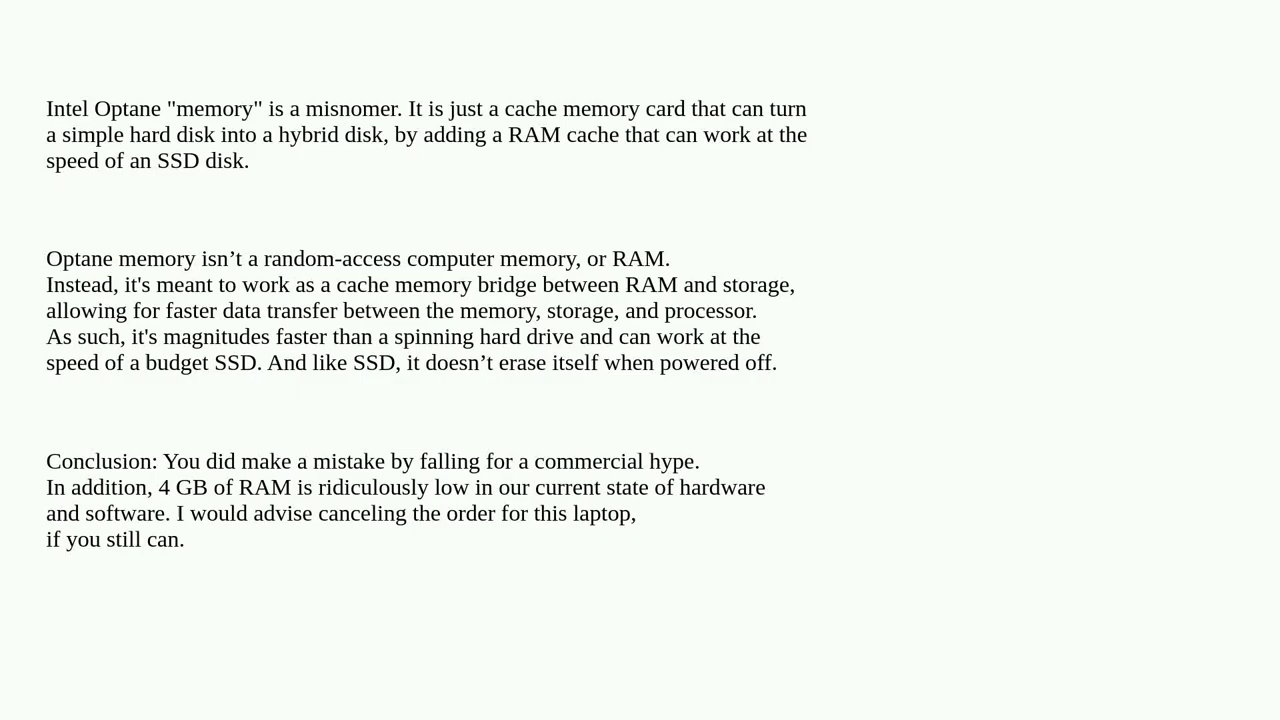 Intel Optane "memory" is a misnomer. It is just a cache memory card that can turn
a simple hard disk into a hybrid disk, by adding a RAM cache that can work at the
speed of an SSD disk.
Optane memory isn’t a random-access computer memory, or RAM.
Instead, it's meant to work as a cache memory bridge between RAM and storage,
allowing for faster data transfer between the memory, storage, and processor.
As such, it's magnitudes faster than a spinning hard drive and can work at the
speed of a budget SSD. And like SSD, it doesn’t erase itself when powered off.
Conclusion: You did make a mistake by falling for a commercial hype.
In addition, 4 GB of RAM is ridiculously low in our current state of hardware
and software. I would advise canceling the order for this laptop,
if you still can.